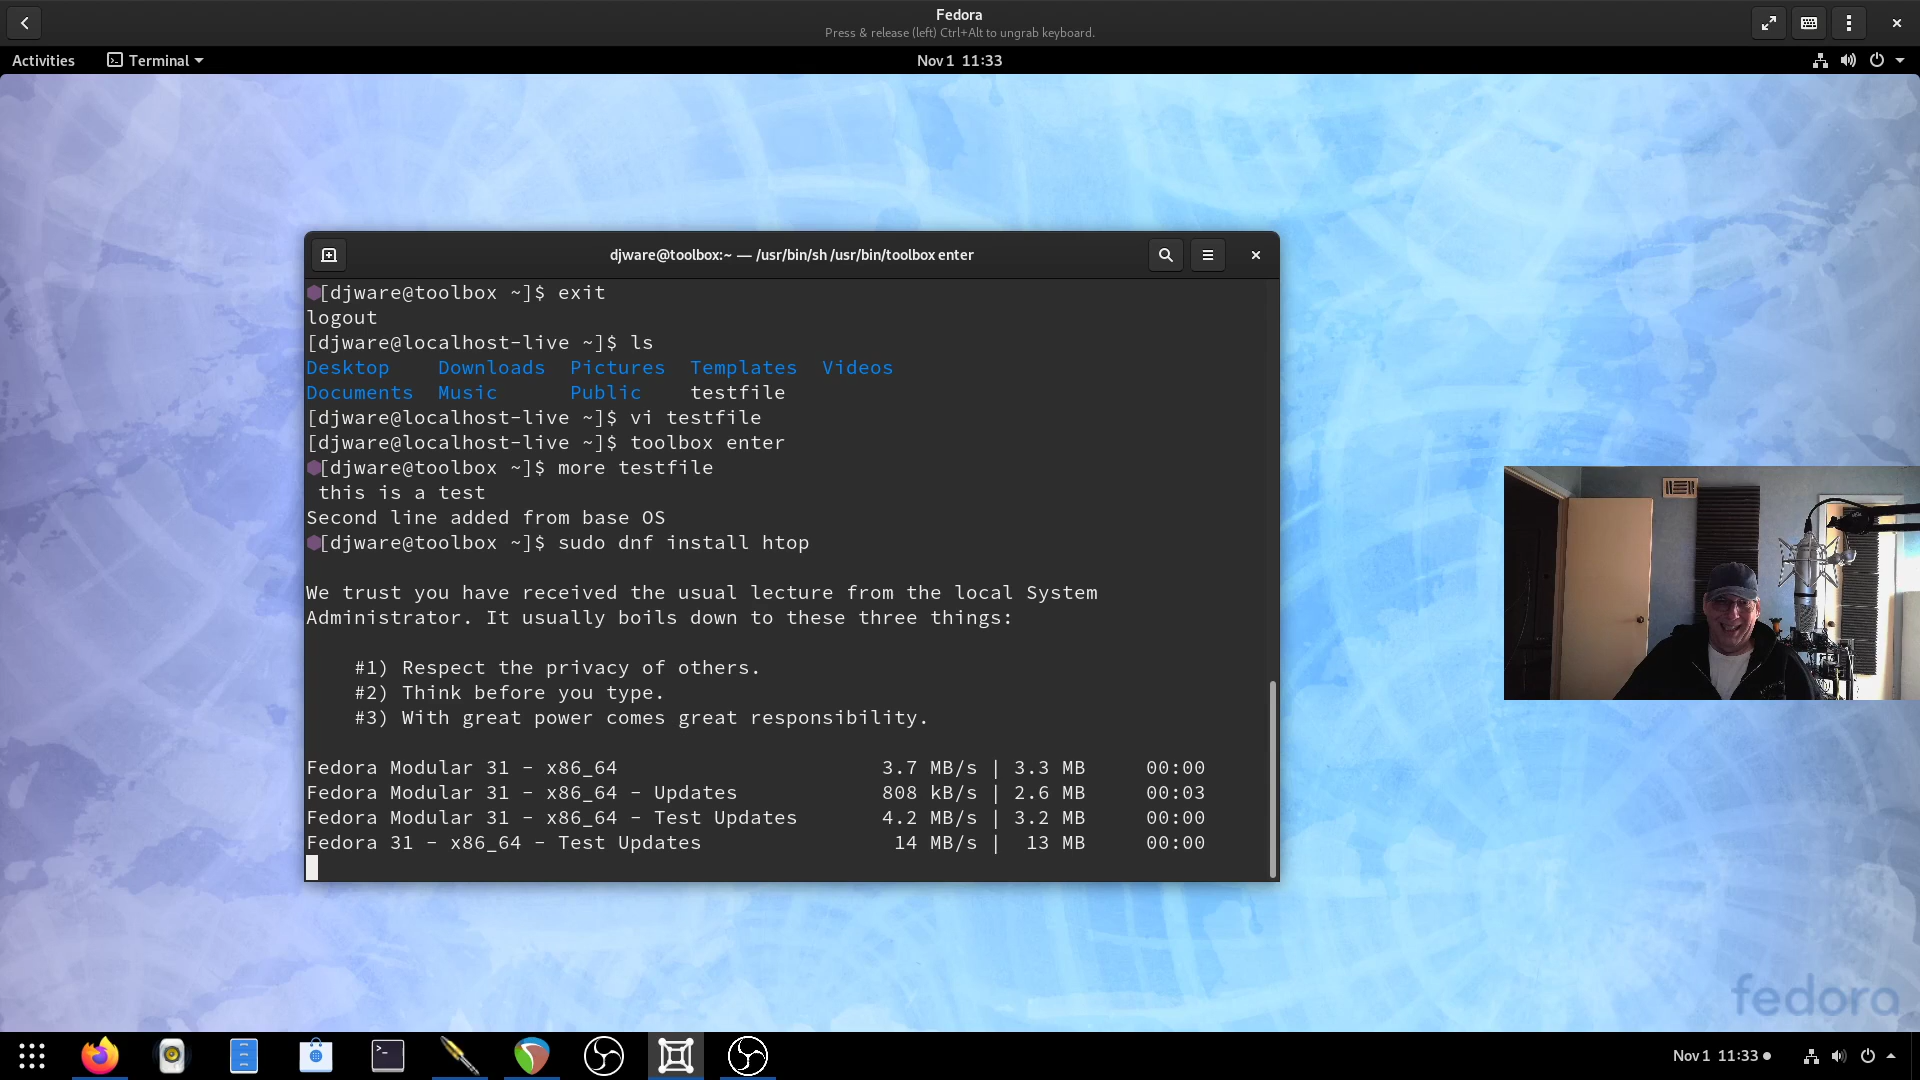 Fedora
Press & release (left) Ctrl+Alt to ungrab keyboard.
Activities
Terminal
Nov 1 11:33
djware@toolbox:~ — /usr/bin/sh /usr/bin/toolbox enter
[djware@toolbox ~]$ exit
logout
[djware@localhost-live ~]$ ls
Desktop Downloads Pictures Templates Videos
Documents Music Public testfile
[djware@localhost-live ~]$ vi testfile
[djware@localhost-live ~]$ toolbox enter
[djware@toolbox ~]$ more testfile
this is a test
Second line added from base OS
[djware@toolbox ~]$ sudo dnf install htop
We trust you have received the usual lecture from the local System
Administrator. It usually boils down to these three things:
#1) Respect the privacy of others.
#2) Think before you type.
#3) With great power comes great responsibility.
Fedora Modular 31 - x86_64 3.7 MB/s | 3.3 MB 00:00
Fedora Modular 31 - x86_64 - Updates 808 kB/s | 2.6 MB 00:03
Fedora Modular 31 - x86_64 - Test Updates 4.2 MB/s | 3.2 MB 00:00
Fedora 31 - x86_64 - Test Updates 14 MB/s | 13 MB 00:00
fedora
Nov 1 11:33